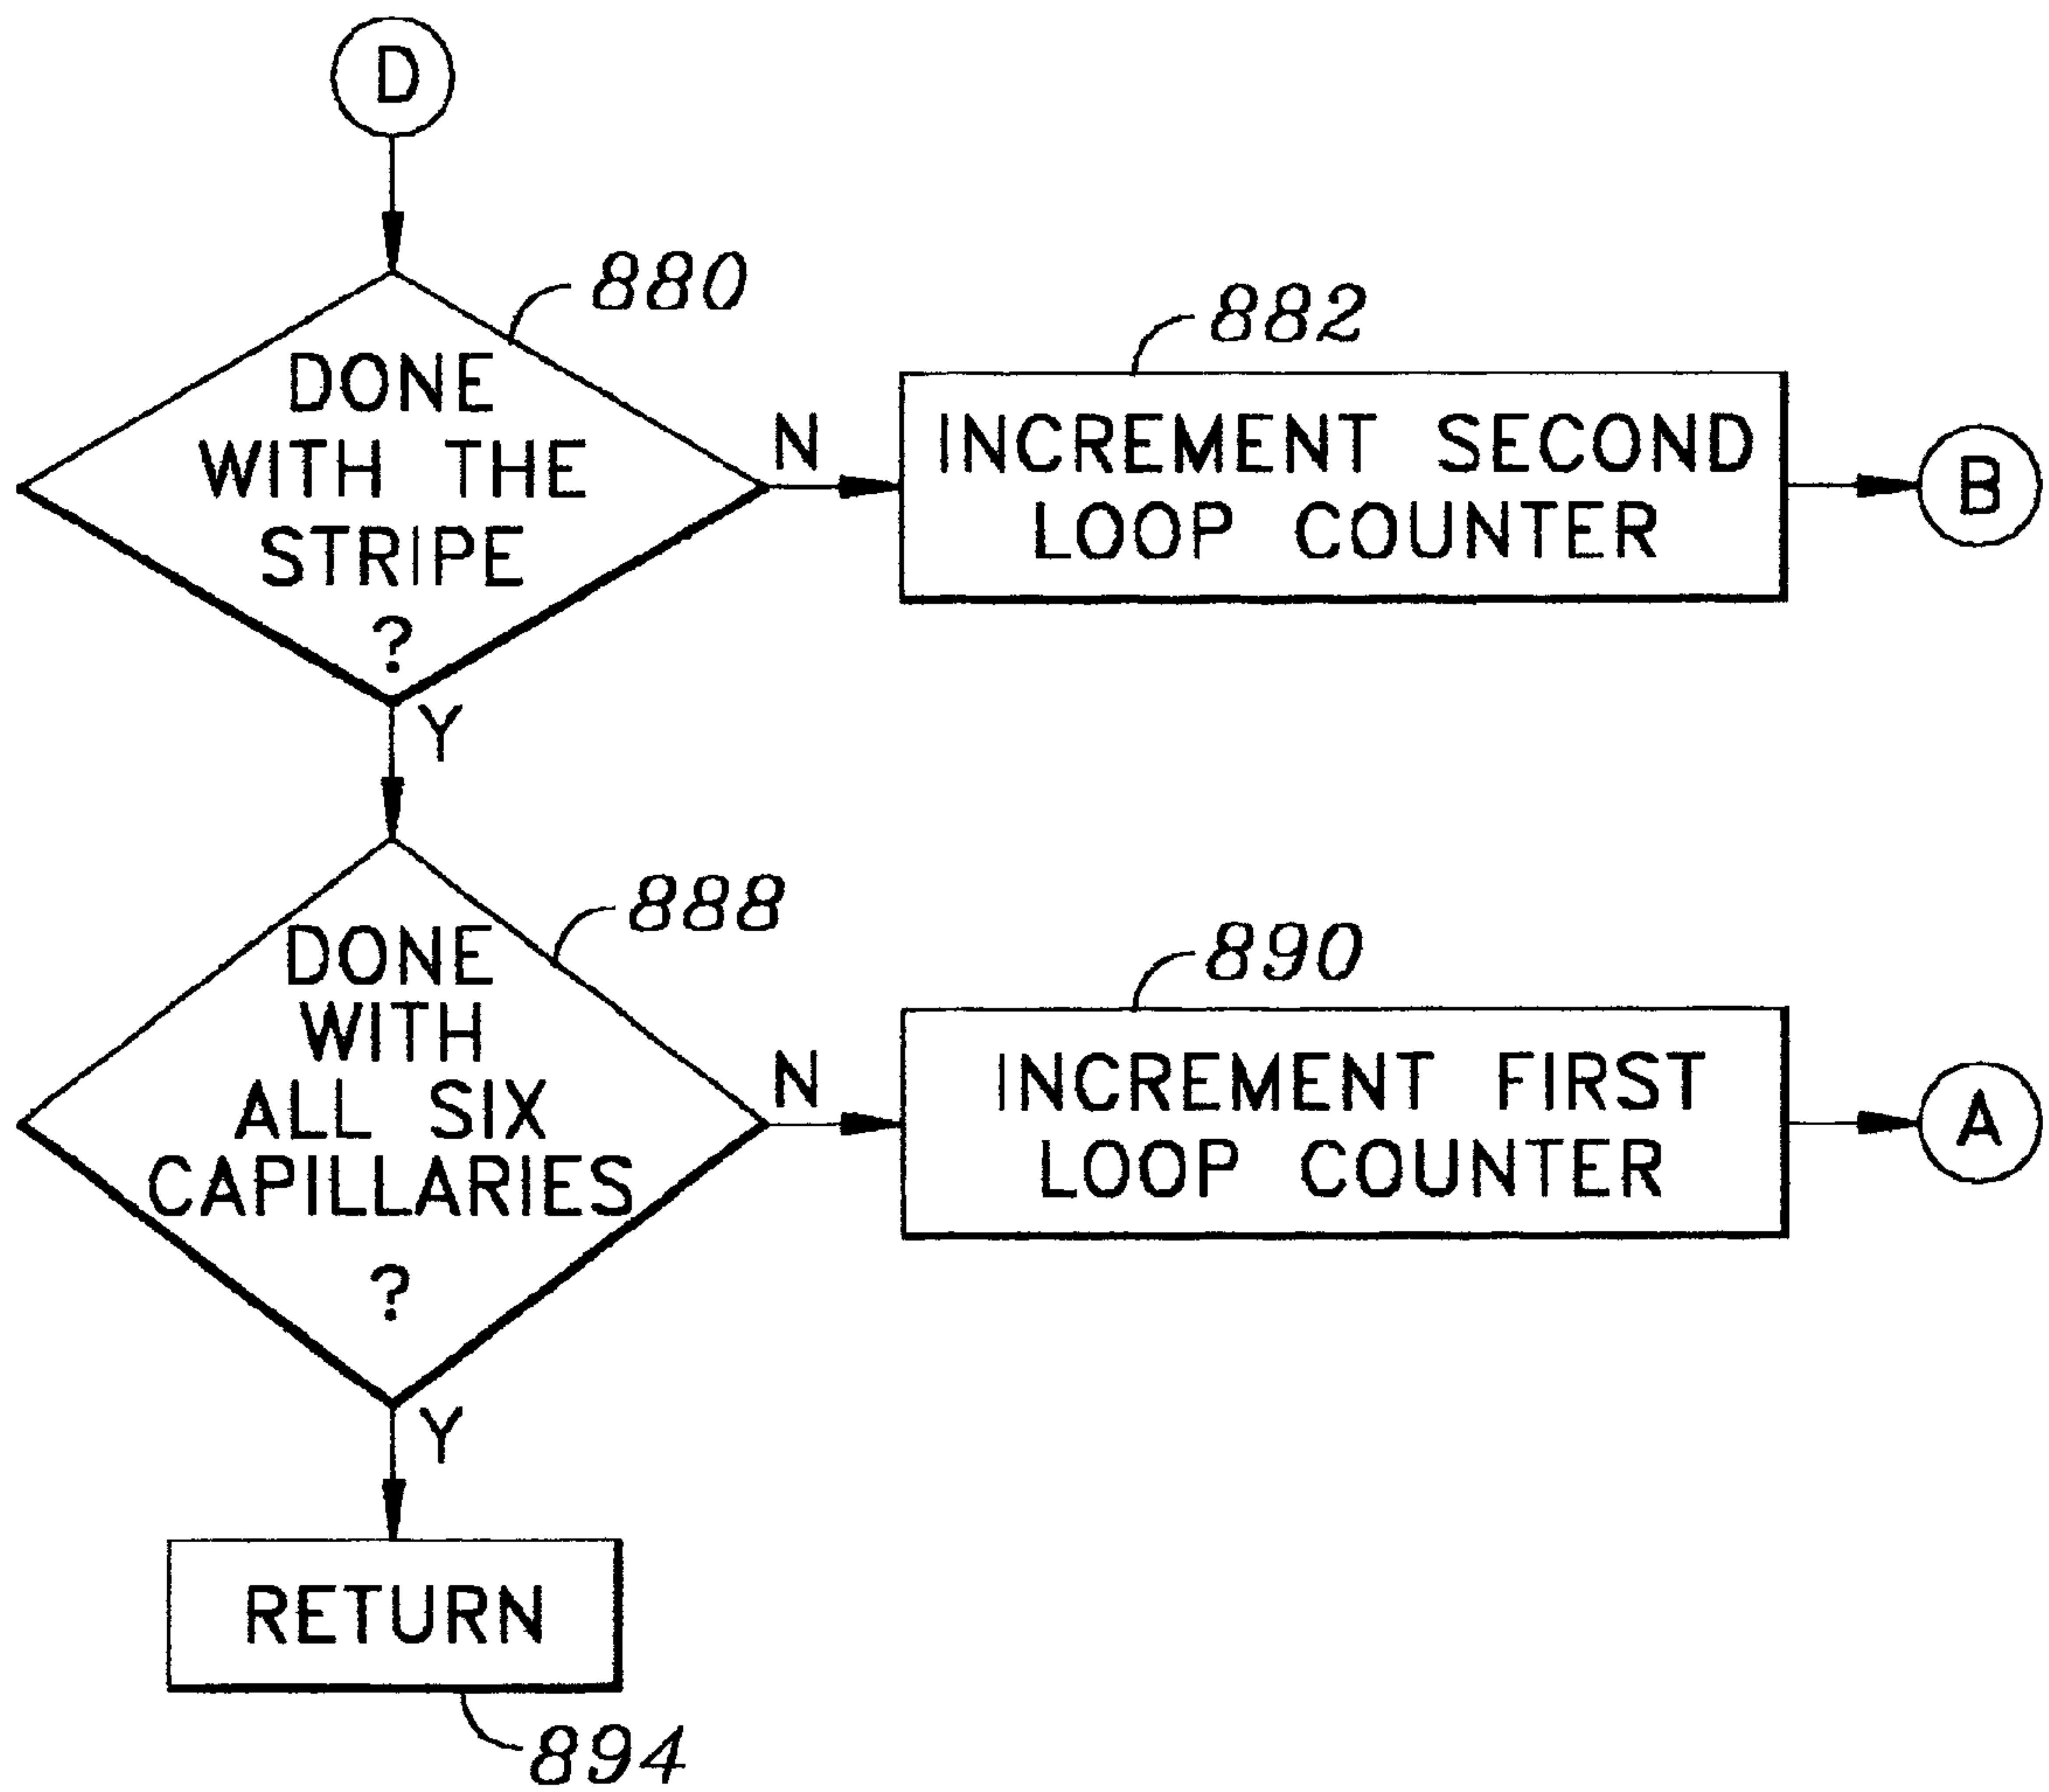 D
880
DONE
WITH THE
STRIPE
?
N
882
INCREMENT SECOND
LOOP COUNTER
B
Y
888
DONE
WITH
ALL SIX
CAPILLARIES
?
N
890
INCREMENT FIRST
LOOP COUNTER
A
Y
RETURN
894